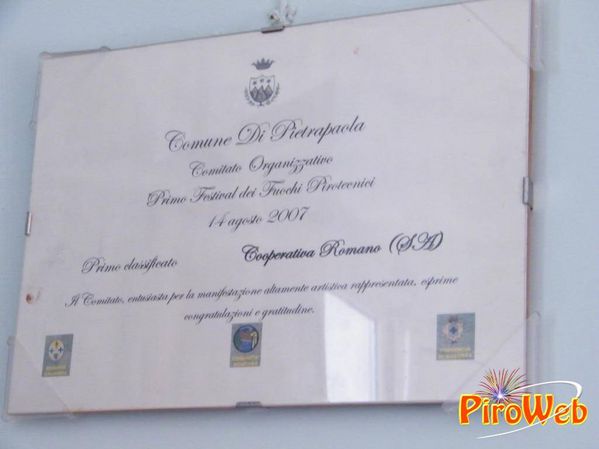 Comune Di Pietrapaola
Comitato Organizzativo
Primo Festival dei Fuochi Pirotecnici
14 agosto 2007
Primo classificato Cooperativa Romano (SA)
Il Comitato, entusiasta per la manifestazione altamente artistica rappresentata, esprime
congratulazioni e gratitudine.
PiroWeb